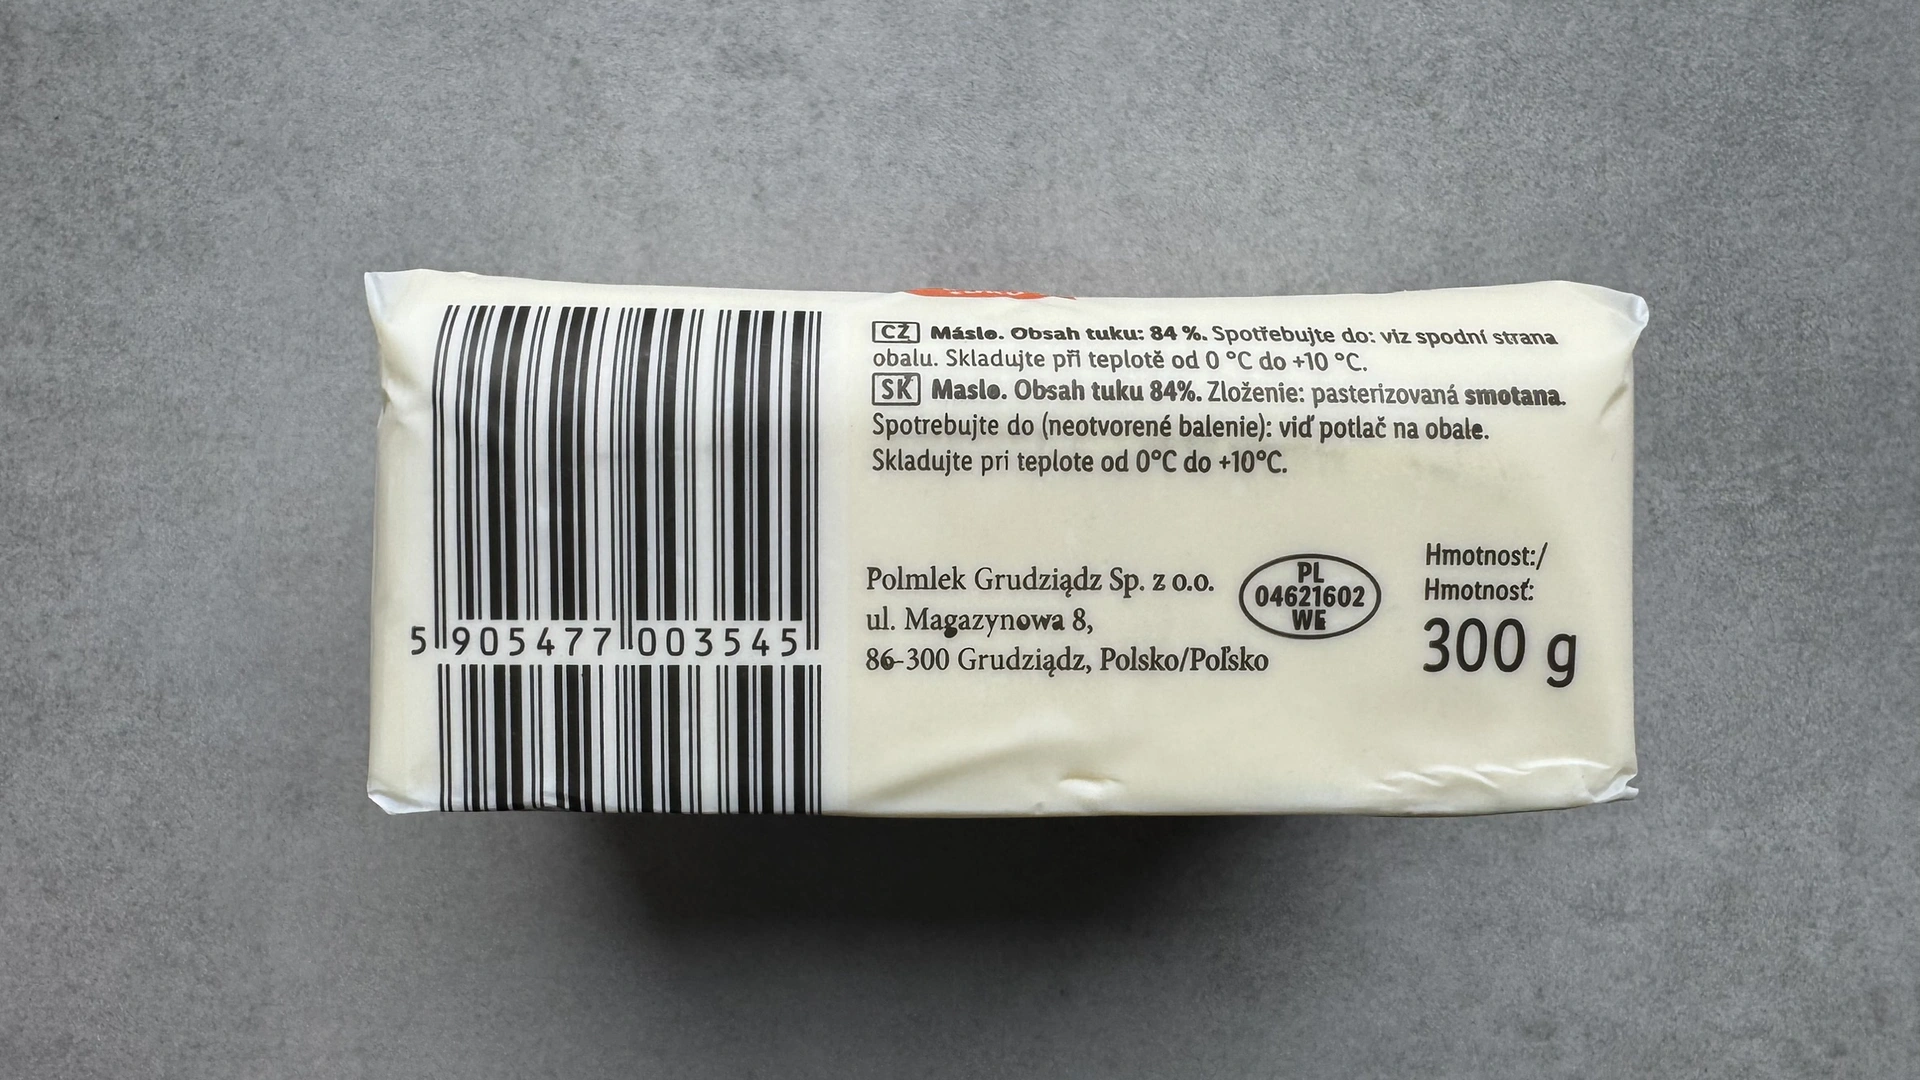 CZ Máslo. Obsah tuku: 84 %. Spotřebujte do: viz spodní strana
obalu. Skladujte při teplotě od 0 °C do +10 °C.
SK Maslo. Obsah tuku 84%. Zloženie: pasterizovaná smotana.
Spotrebujte do (neotvorené balenie): viď potlač na obale.
Skladujte pri teplote od 0°C do +10°C.
Polmlek Grudziądz Sp. z o.o.
ul. Magazynowa 8,
86-300 Grudziądz, Polsko/Poľsko
PL
04621602
WE
Hmotnost:/
Hmotnosť:
300 g
5 905477 003545